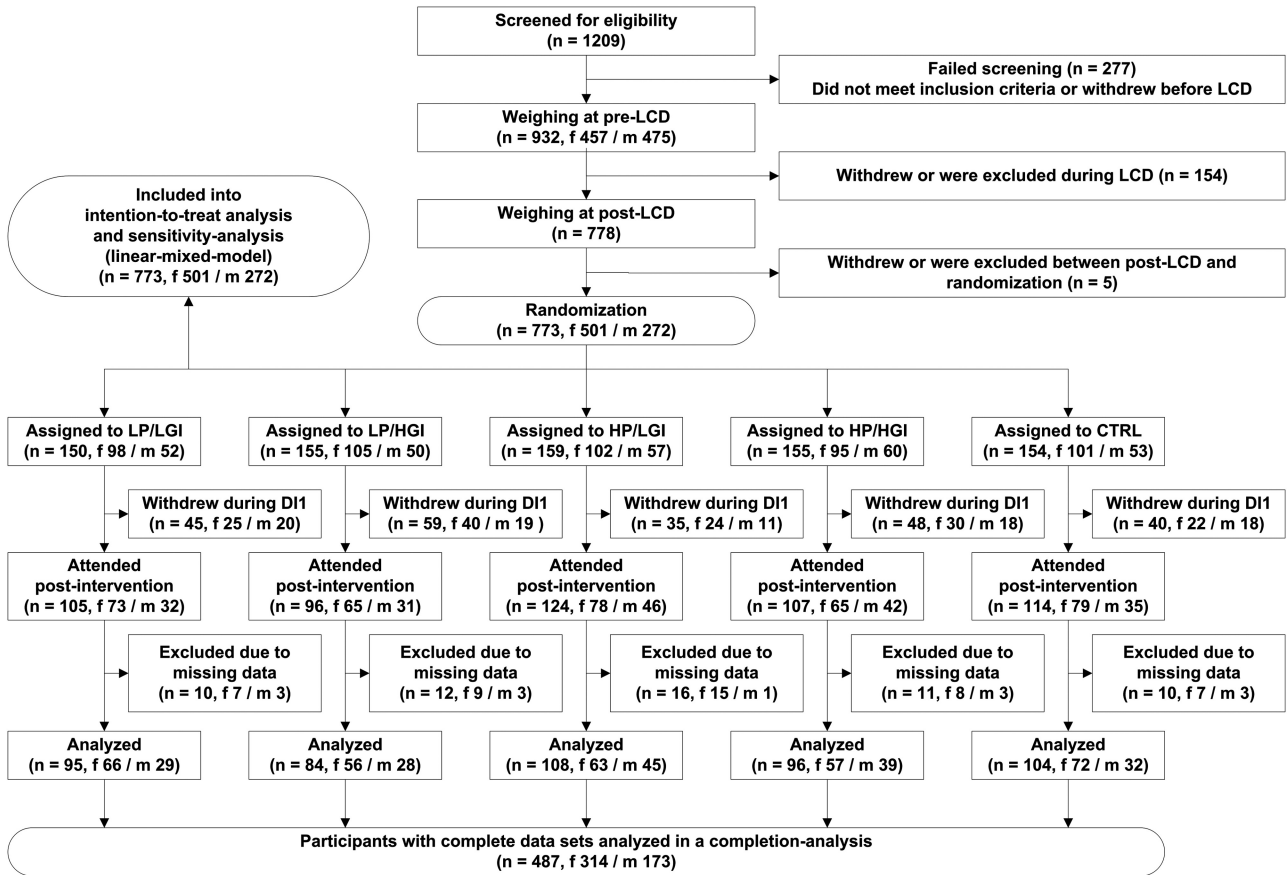 Screened for eligibility
(n = 1209)
Failed screening (n = 277)
Did not meet inclusion criteria or withdrew before LCD
Weighing at pre-LCD
(n = 932, f 457 / m 475)
Withdrew or were excluded during LCD (n = 154)
Included into
intention-to-treat analysis
and sensitivity-analysis
(linear-mixed-model)
(n = 773, f 501 / m 272)
Weighing at post-LCD
(n = 778)
Withdrew or were excluded between post-LCD and
randomization (n = 5)
Randomization
(n = 773, f 501 / m 272)
Assigned to LP/LGI
(n = 150, f 98 / m 52)
Assigned to LP/HGI
(n = 155, f 105 / m 50)
Assigned to HP/LGI
(n = 159, f 102 / m 57)
Assigned to HP/HGI
(n = 155, f 95 / m 60)
Assigned to CTRL
(n = 154, f 101 / m 53)
Withdrew during DI1
(n = 45, f 25 / m 20)
Withdrew during DI1
(n = 59, f 40 / m 19 )
Withdrew during DI1
(n = 35, f 24 / m 11)
Withdrew during DI1
(n = 48, f 30 / m 18)
Withdrew during DI1
(n = 40, f 22 / m 18)
Attended
post-intervention
(n = 105, f 73 / m 32)
Attended
post-intervention
(n = 96, f 65 / m 31)
Attended
post-intervention
(n = 124, f 78 / m 46)
Attended
post-intervention
(n = 107, f 65 / m 42)
Attended
post-intervention
(n = 114, f 79 / m 35)
Excluded due to
missing data
(n = 10, f 7 / m 3)
Excluded due to
missing data
(n = 12, f 9 / m 3)
Excluded due to
missing data
(n = 16, f 15 / m 1)
Excluded due to
missing data
(n = 11, f 8 / m 3)
Excluded due to
missing data
(n = 10, f 7 / m 3)
Analyzed
(n = 95, f 66 / m 29)
Analyzed
(n = 84, f 56 / m 28)
Analyzed
(n = 108, f 63 / m 45)
Analyzed
(n = 96, f 57 / m 39)
Analyzed
(n = 104, f 72 / m 32)
Participants with complete data sets analyzed in a completion-analysis
(n = 487, f 314 / m 173)